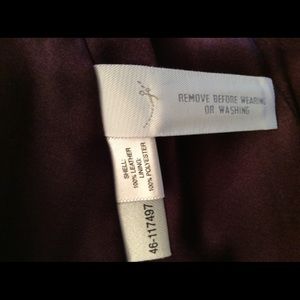 REMOVE BEFORE WEARING
OR WASHING
SHELL:
100% LEATHER
LINING:
100% POLYESTER
46-117497